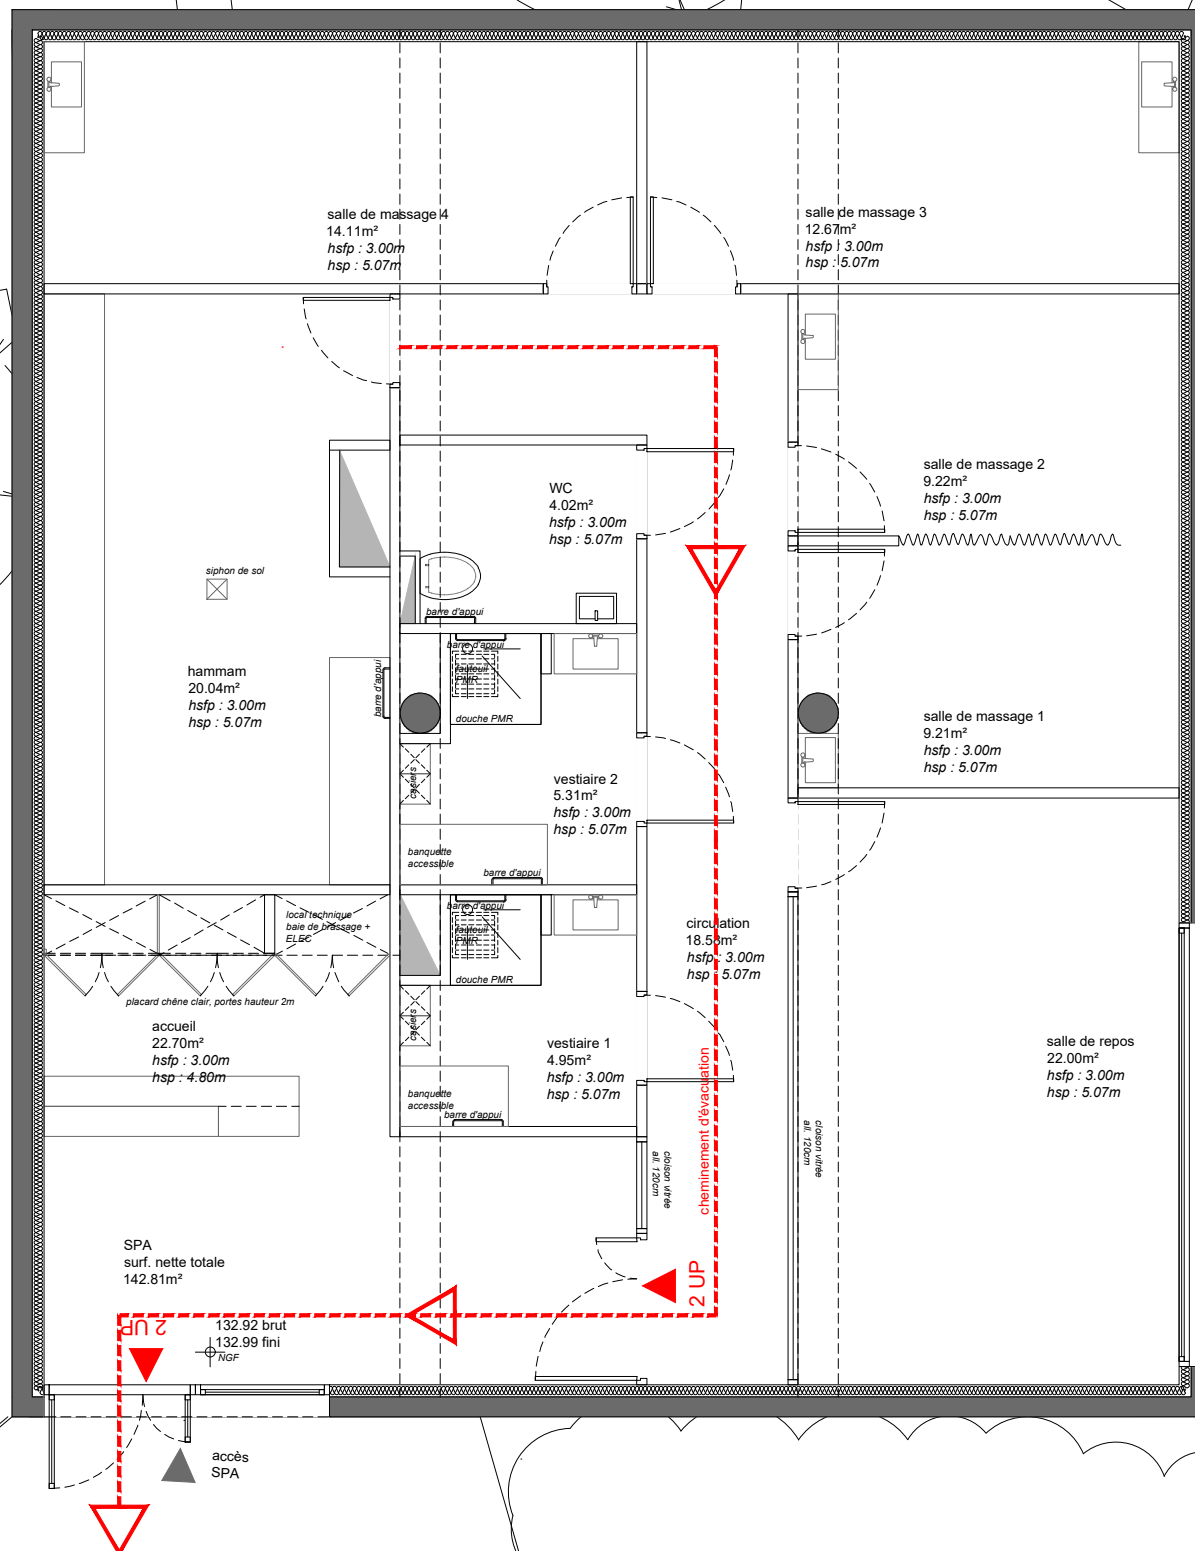 salle de massage 4
14.11m²
hsfp : 3.00m
hsp : 5.07m
salle de massage 3
12.67m²
hsfp : 3.00m
hsp : 5.07m
WC
4.02m²
hsfp : 3.00m
hsp : 5.07m
salle de massage 2
9.22m²
hsfp : 3.00m
hsp : 5.07m
siphon de sol
barre d'appui
barre d'appui
fauteuil
PMR
douche PMR
barre d'appui
hammam
20.04m²
hsfp : 3.00m
hsp : 5.07m
salle de massage 1
9.21m²
hsfp : 3.00m
hsp : 5.07m
casiers
vestiaire 2
5.31m²
hsfp : 3.00m
hsp : 5.07m
banquette
accessible
barre d'appui
local technique
baie de brassage +
ELEC
barre d'appui
fauteuil
PMR
douche PMR
circulation
18.58m²
hsfp : 3.00m
hsp : 5.07m
placard chêne clair, portes hauteur 2m
accueil
22.70m²
hsfp : 3.00m
hsp : 4.80m
casiers
vestiaire 1
4.95m²
hsfp : 3.00m
hsp : 5.07m
banquette
accessible
barre d'appui
salle de repos
22.00m²
hsfp : 3.00m
hsp : 5.07m
cheminement d'évacuation
cloison vitrée
all. 120cm
cloison vitrée
all. 120cm
SPA
surf. nette totale
142.81m²
2 UP
2 UP
132.92 brut
132.99 fini
NGF
accès
SPA